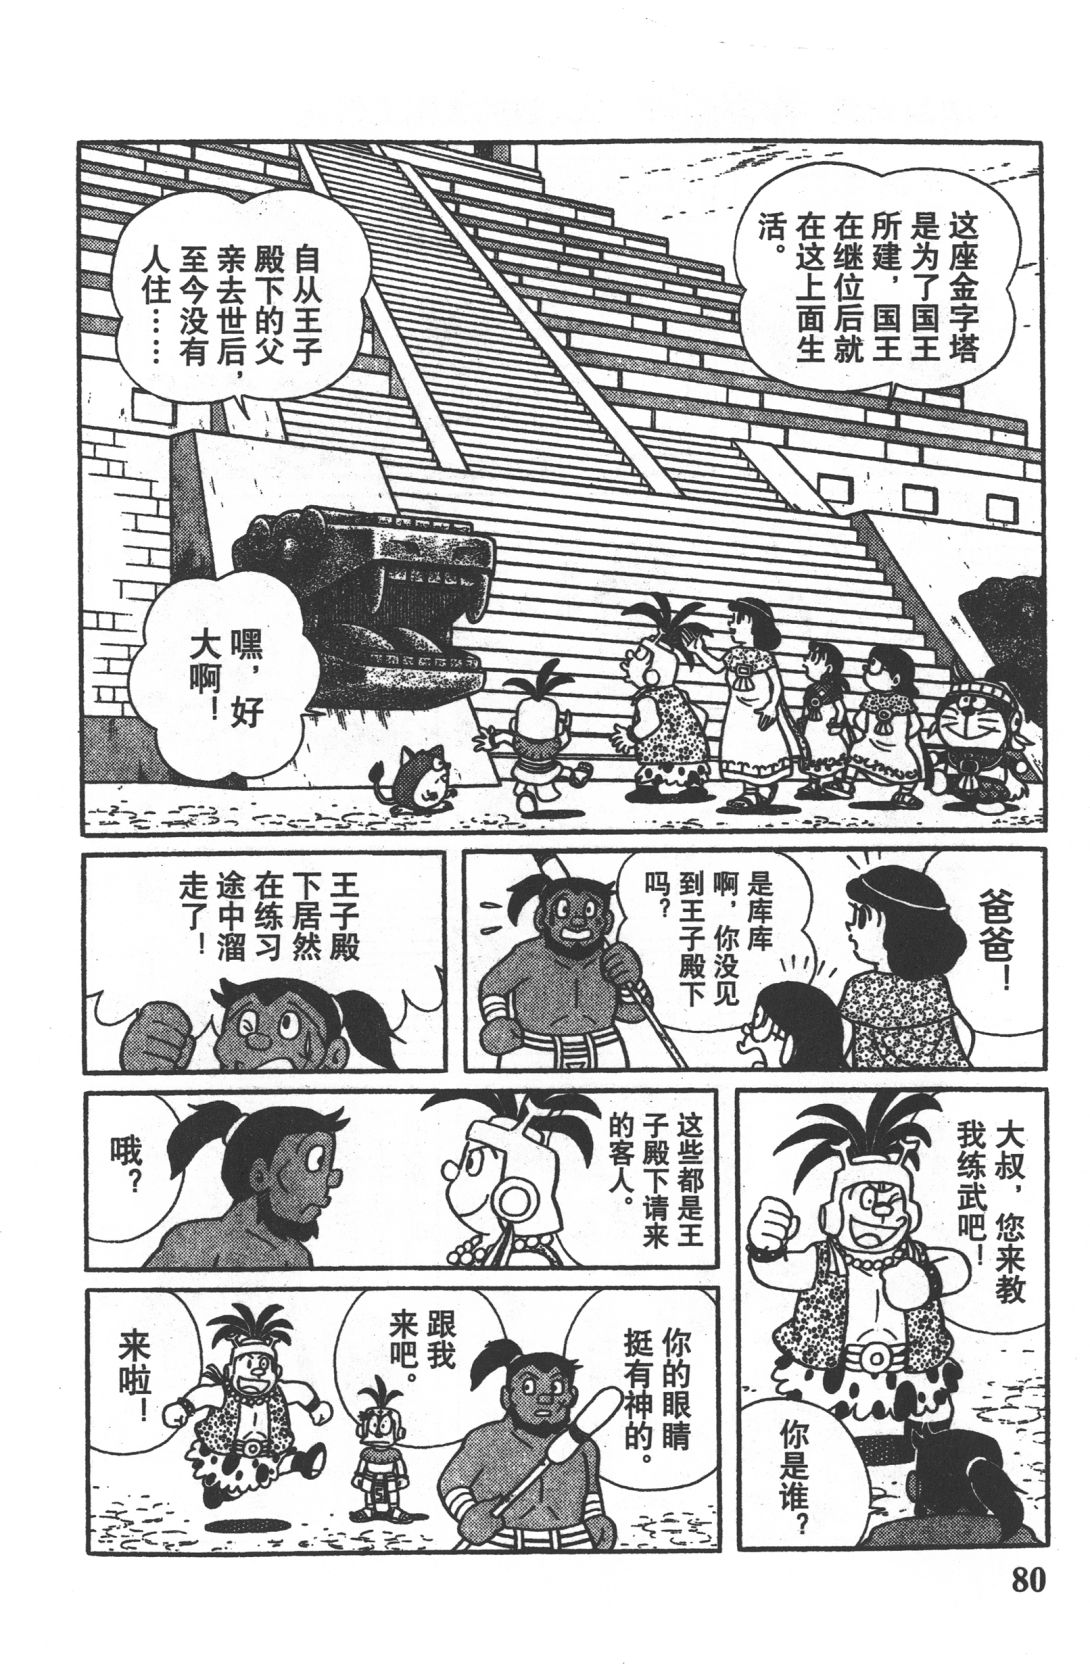 这座金字塔
是为了国王
所建，国王
在继位后就
在这上面生
活。
自从王子
殿下的父
亲去世后，
至今没有
人住……
嘿，好
大啊！
爸爸！
是库库
啊，你没见
到王子殿下
吗？
王子殿
下居然
在练习
途中溜
走了！
大叔，您来教
我练武吧！
你是谁？
这些都是王
子殿下请来
的客人。
哦？
你的眼睛
挺有神的。
跟我
来吧。
来啦！
80